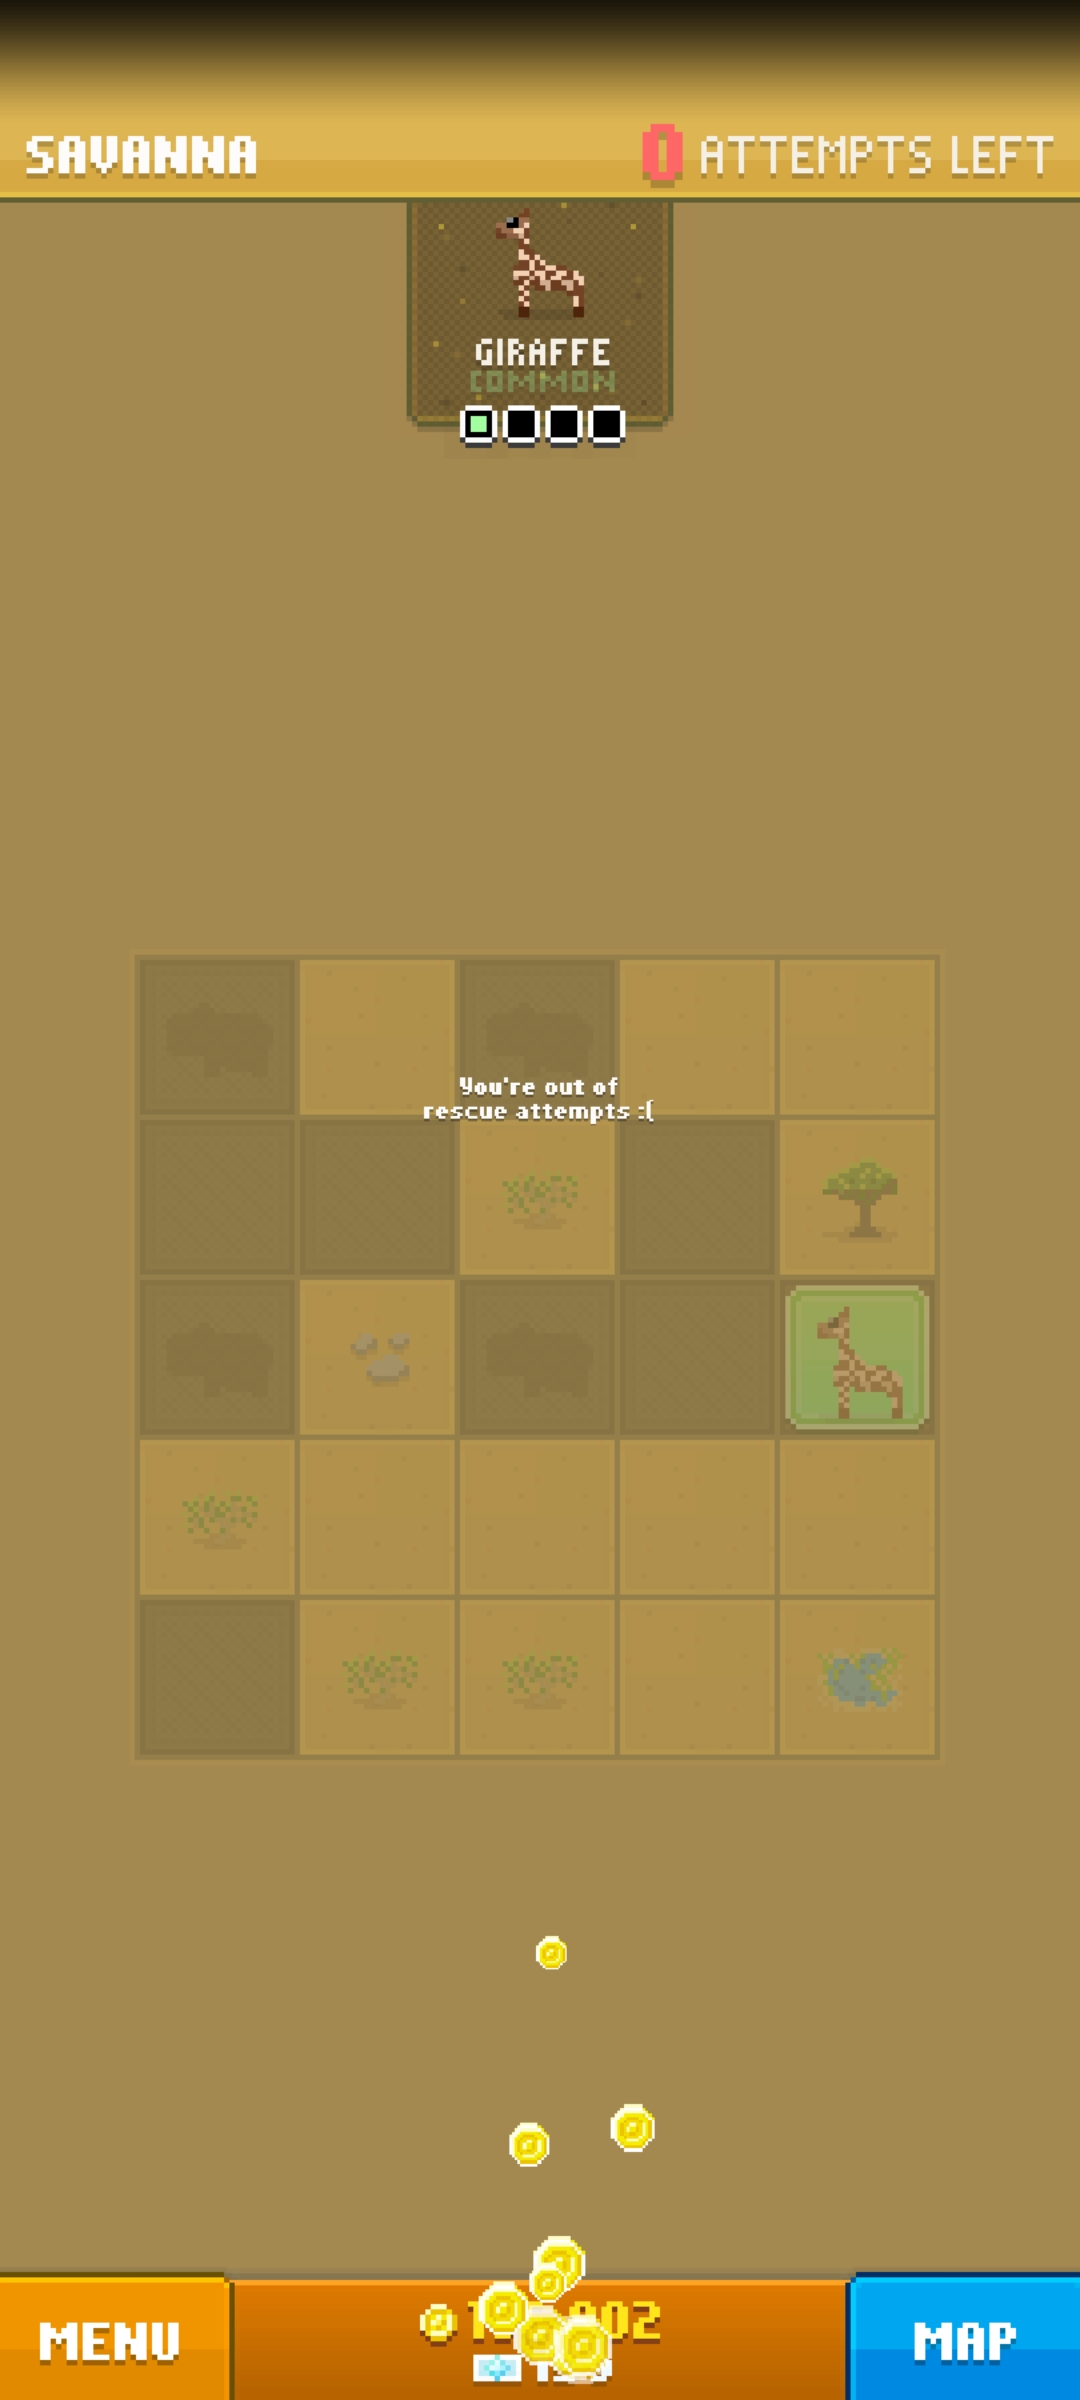 SAVANNA
0 ATTEMPTS LEFT
GIRAFFE
COMMON
You're out of
rescue attempts :(
MENU
MAP